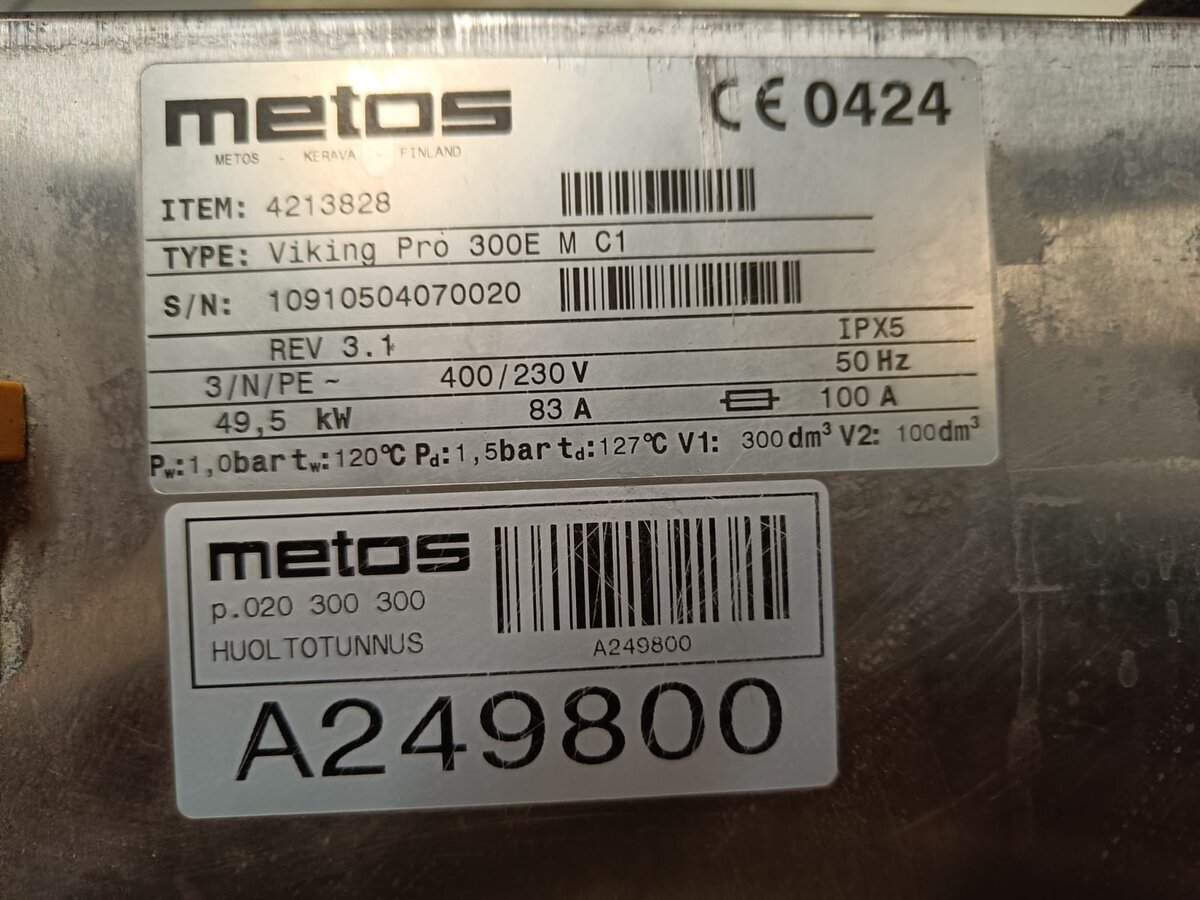 metos
CE 0424
METOS - KERAVA - FINLAND
ITEM: 4213828
TYPE: Viking Pro 300E M C1
S/N: 10910504070020
REV 3.1 IPX5
3/N/PE ~ 400/230 V 50 Hz
49,5 kW 83 A 100 A
Pw:1,0bar tw:120°C Pd:1,5bar td:127°C V1: 300dm³ V2: 100dm³
metos
p.020 300 300
HUOLTOTUNNUS
A249800
A249800